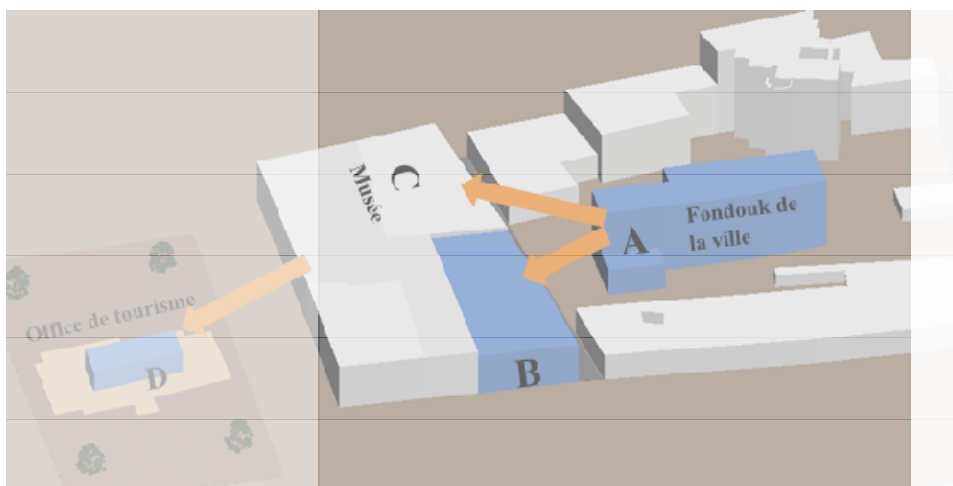 C
Musée
A
Fondouk de
la ville
B
Office de tourisme
D